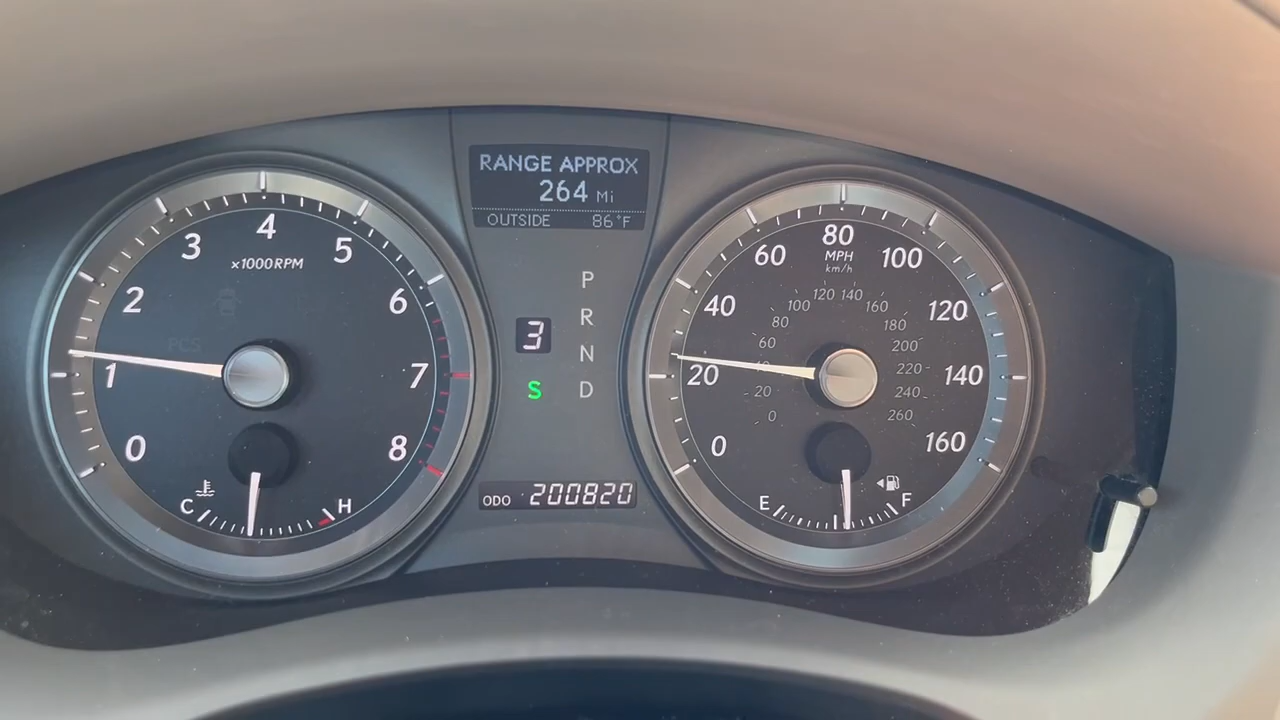 RANGE APPROX
264 Mi
OUTSIDE 86°F
0 1 2 3 4 5 6 7 8
x1000RPM
PCS
C H
P
R
N
D
3
S
ODO 200820
0 20 40 60 80 100 120 140 160
MPH
km/h
0 20 40 60 80 100 120 140 160 180 200 220 240 260
E F